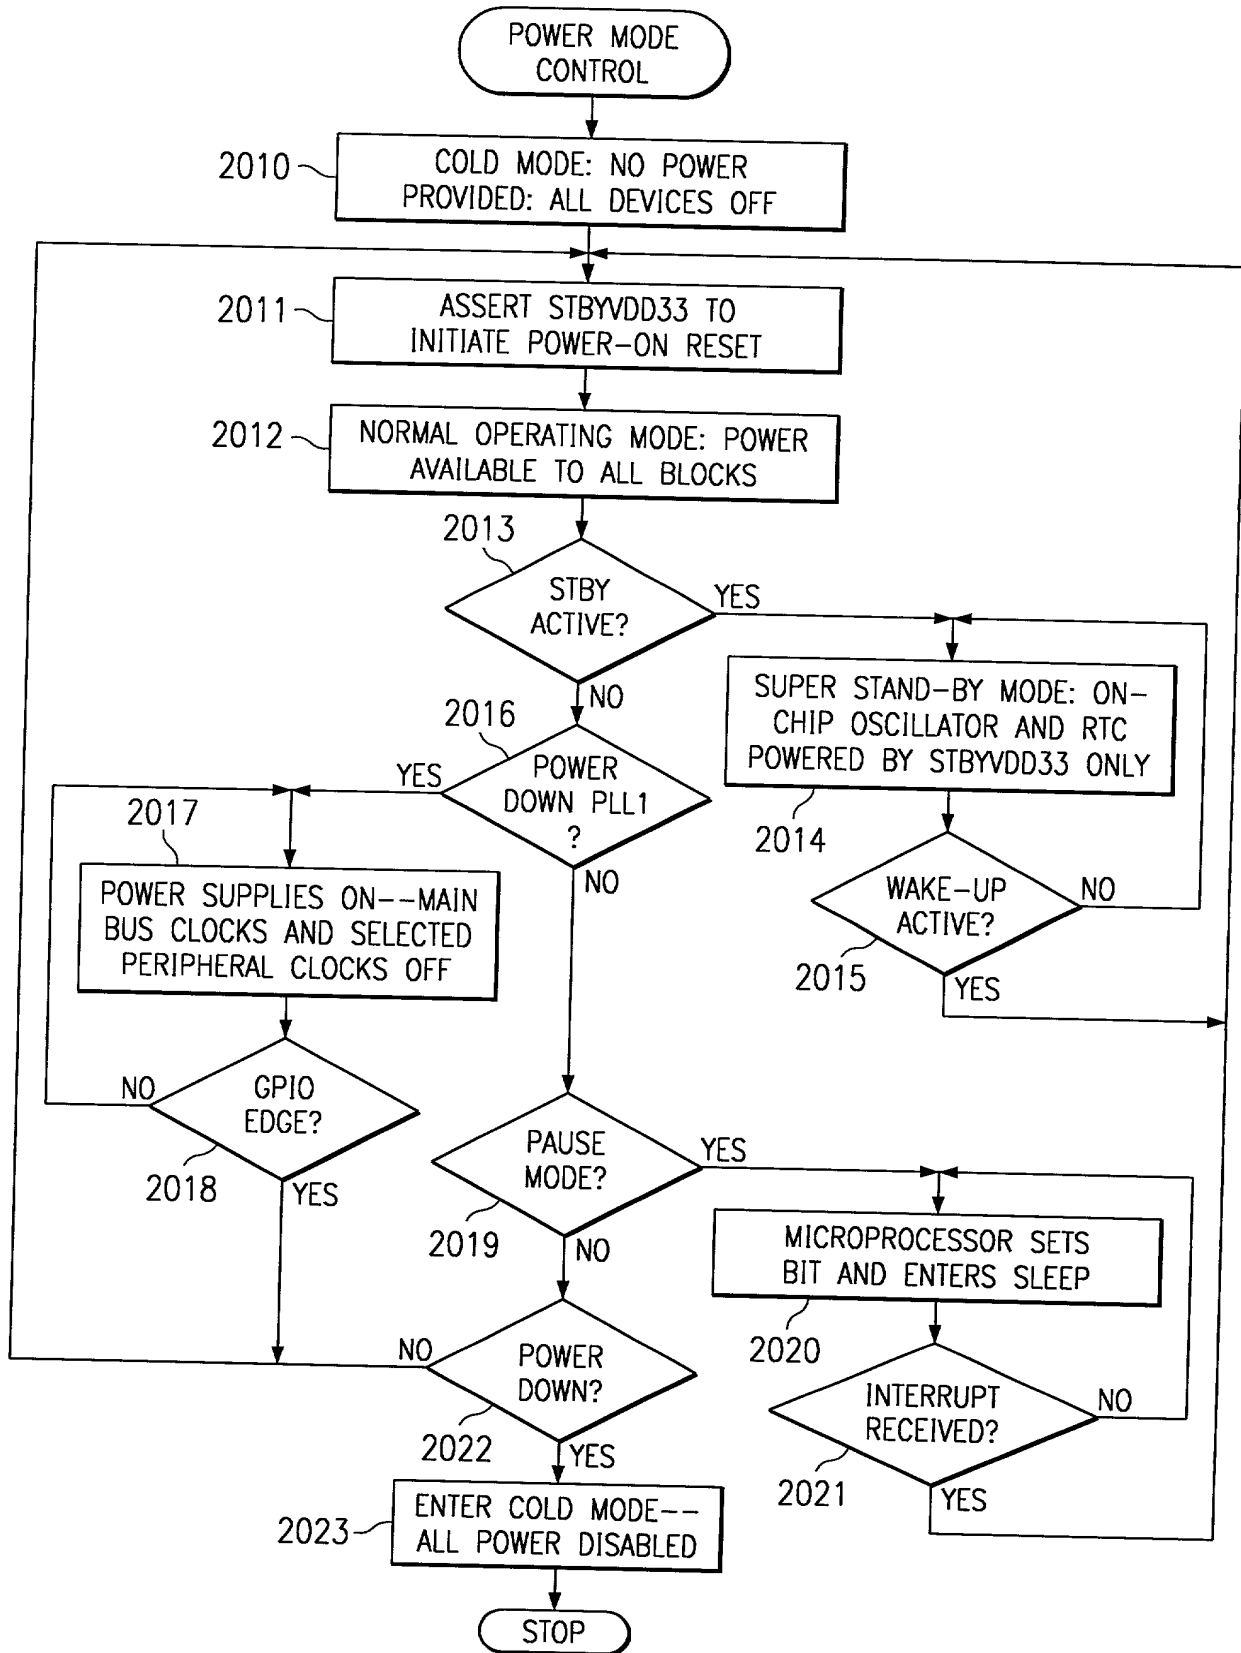 POWER MODE
CONTROL
2010
COLD MODE: NO POWER
PROVIDED: ALL DEVICES OFF
2011
ASSERT STBYVDD33 TO
INITIATE POWER-ON RESET
2012
NORMAL OPERATING MODE: POWER
AVAILABLE TO ALL BLOCKS
2013
STBY
ACTIVE?
YES
NO
SUPER STAND-BY MODE: ON-
CHIP OSCILLATOR AND RTC
POWERED BY STBYVDD33 ONLY
2014
WAKE-UP
ACTIVE?
NO
2015
YES
2016
POWER
DOWN PLL1
?
YES
NO
2017
POWER SUPPLIES ON--MAIN
BUS CLOCKS AND SELECTED
PERIPHERAL CLOCKS OFF
GPIO
EDGE?
NO
2018
YES
PAUSE
MODE?
YES
2019
NO
MICROPROCESSOR SETS
BIT AND ENTERS SLEEP
2020
INTERRUPT
RECEIVED?
NO
2021
YES
POWER
DOWN?
NO
2022
YES
2023
ENTER COLD MODE--
ALL POWER DISABLED
STOP